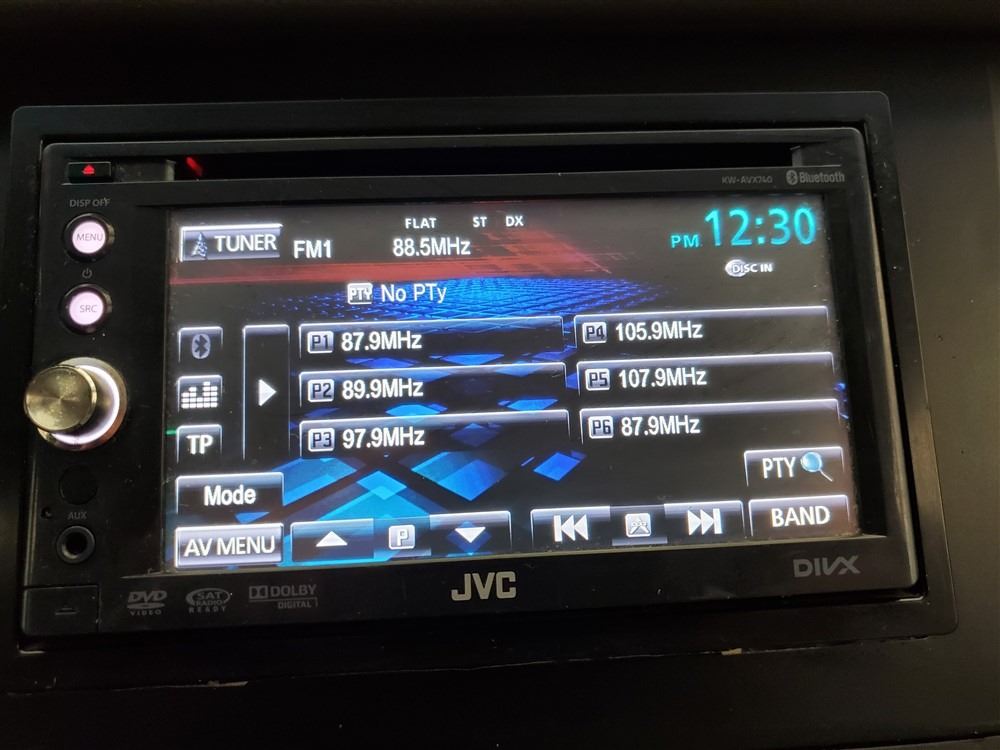 KW-AVX740 Bluetooth
DISP OFF
MENU
SRC
TUNER FM1 FLAT ST DX
88.5MHz
PM 12:30
DISC IN
PTY No PTy
P1 87.9MHz
P4 105.9MHz
P2 89.9MHz
P5 107.9MHz
P3 97.9MHz
P6 87.9MHz
TP
PTY
Mode
AV MENU
P
BAND
AUX
DVD
VIDEO
SAT
RADIO
READY
DOLBY
DIGITAL
JVC
DIVX